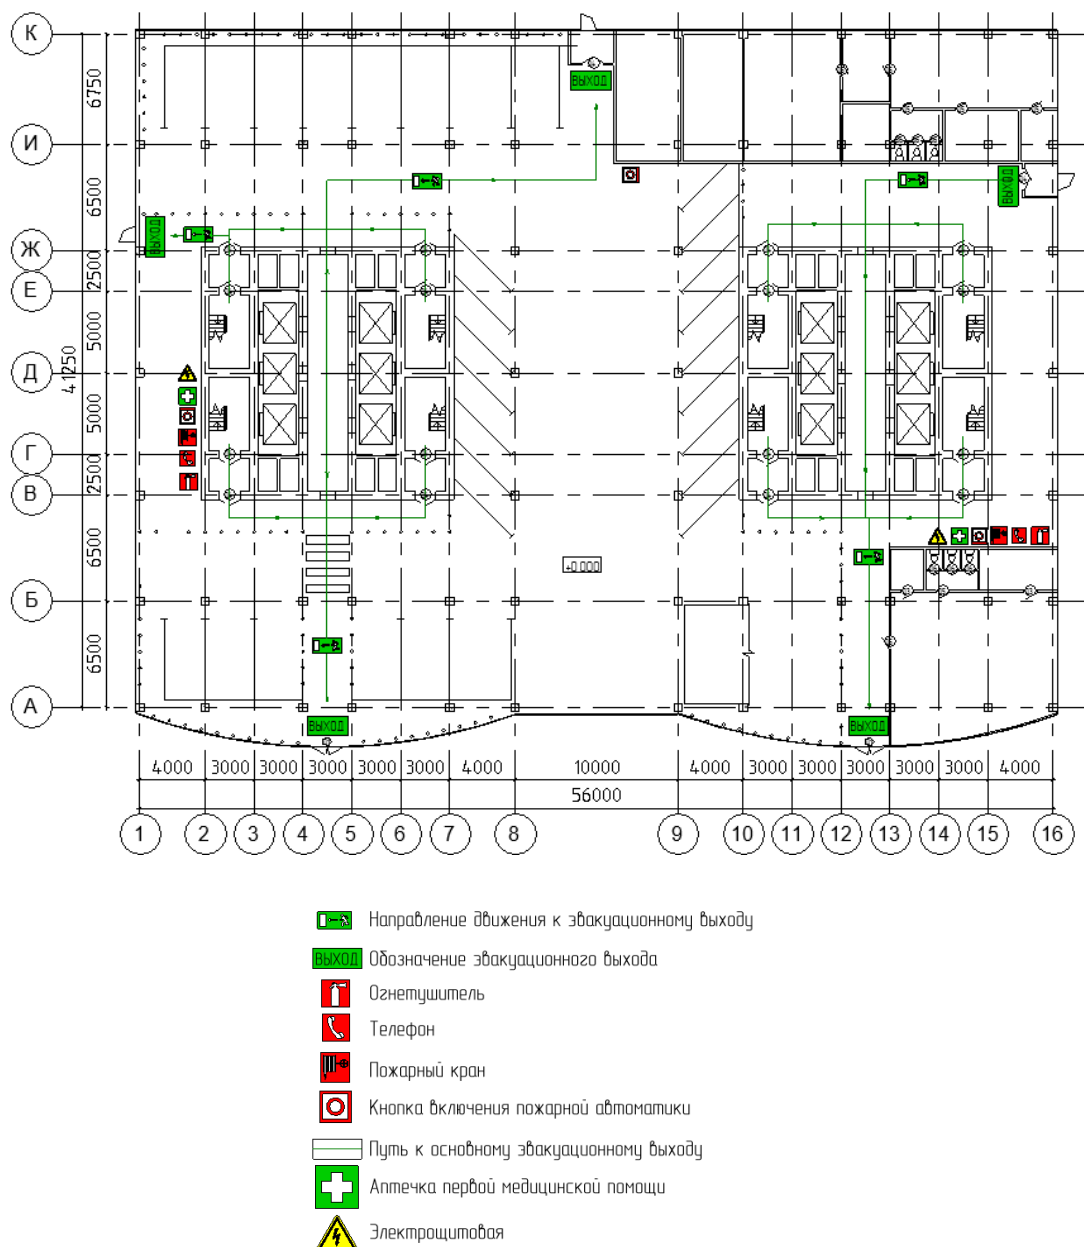 К
И
Ж
Е
Д
Г
В
Б
А
6750
6500
2500
5000
5000
2500
6500
6500
41250
ВЫХОД
ВЫХОД
ВЫХОД
+0.000
ВЫХОД
ВЫХОД
4000 3000 3000 3000 3000 3000 4000 10000 4000 3000 3000 3000 3000 3000 4000
56000
1 2 3 4 5 6 7 8 9 10 11 12 13 14 15 16
Направление движения к эвакуационному выходу
ВЫХОД Обозначение эвакуационного выхода
Огнетушитель
Телефон
Пожарный кран
Кнопка включения пожарной автоматики
Путь к основному эвакуационному выходу
Аптечка первой медицинской помощи
Электрощитовая